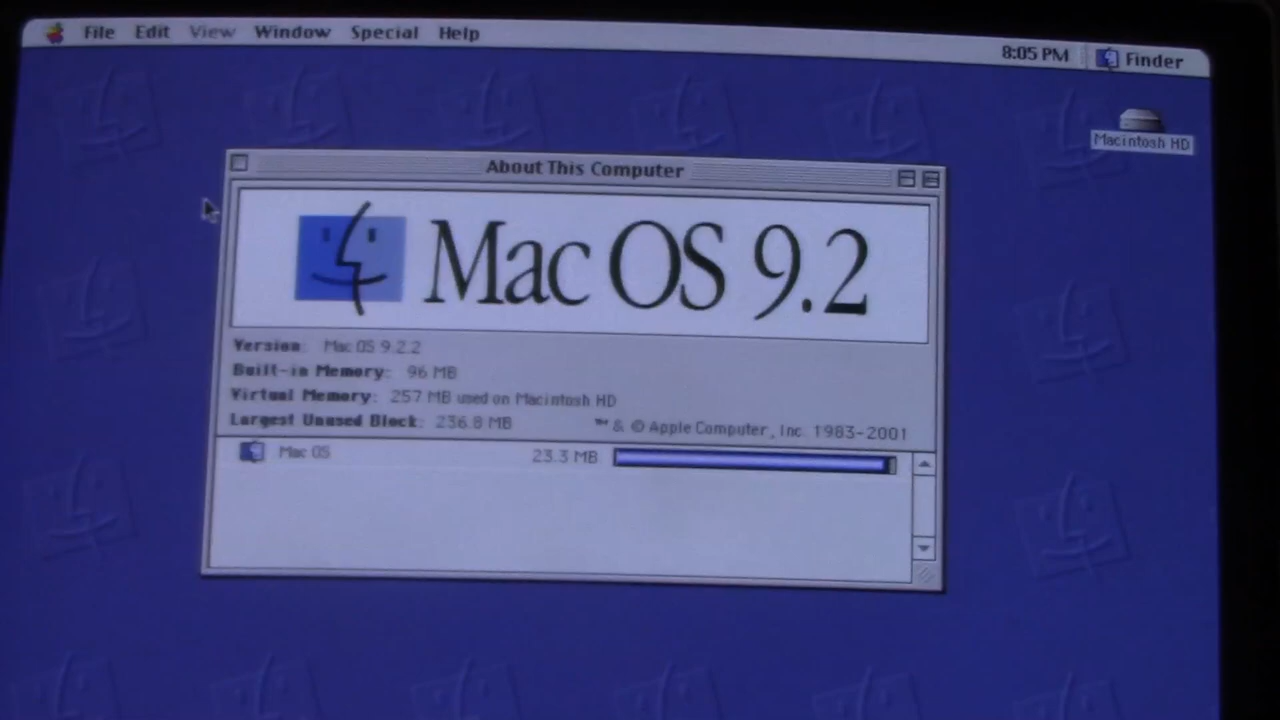 File Edit View Window Special Help
8:05 PM Finder
Macintosh HD
About This Computer
Mac OS 9.2
Version: Mac OS 9.2.2
Built-in Memory: 96 MB
Virtual Memory: 257 MB used on Macintosh HD
Largest Unused Block: 236.8 MB ™ & © Apple Computer, Inc. 1983-2001
Mac OS 23.3 MB